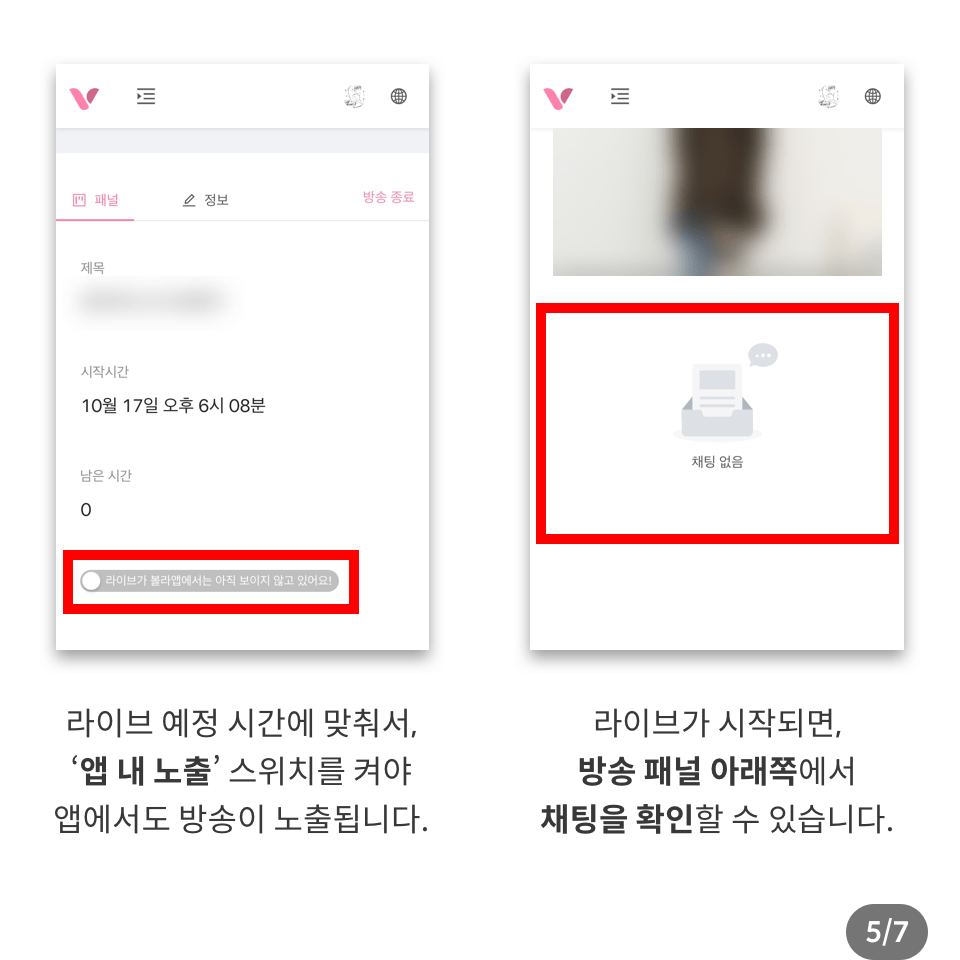 패널
정보
방송 종료
제목
시작시간
10월 17일 오후 6시 08분
남은 시간
0
라이브가 볼라앱에서는 아직 보이지 않고 있어요!
라이브 예정 시간에 맞춰서,
‘앱 내 노출’ 스위치를 켜야
앱에서도 방송이 노출됩니다.
채팅 없음
라이브가 시작되면,
방송 패널 아래쪽에서
채팅을 확인할 수 있습니다.
5/7